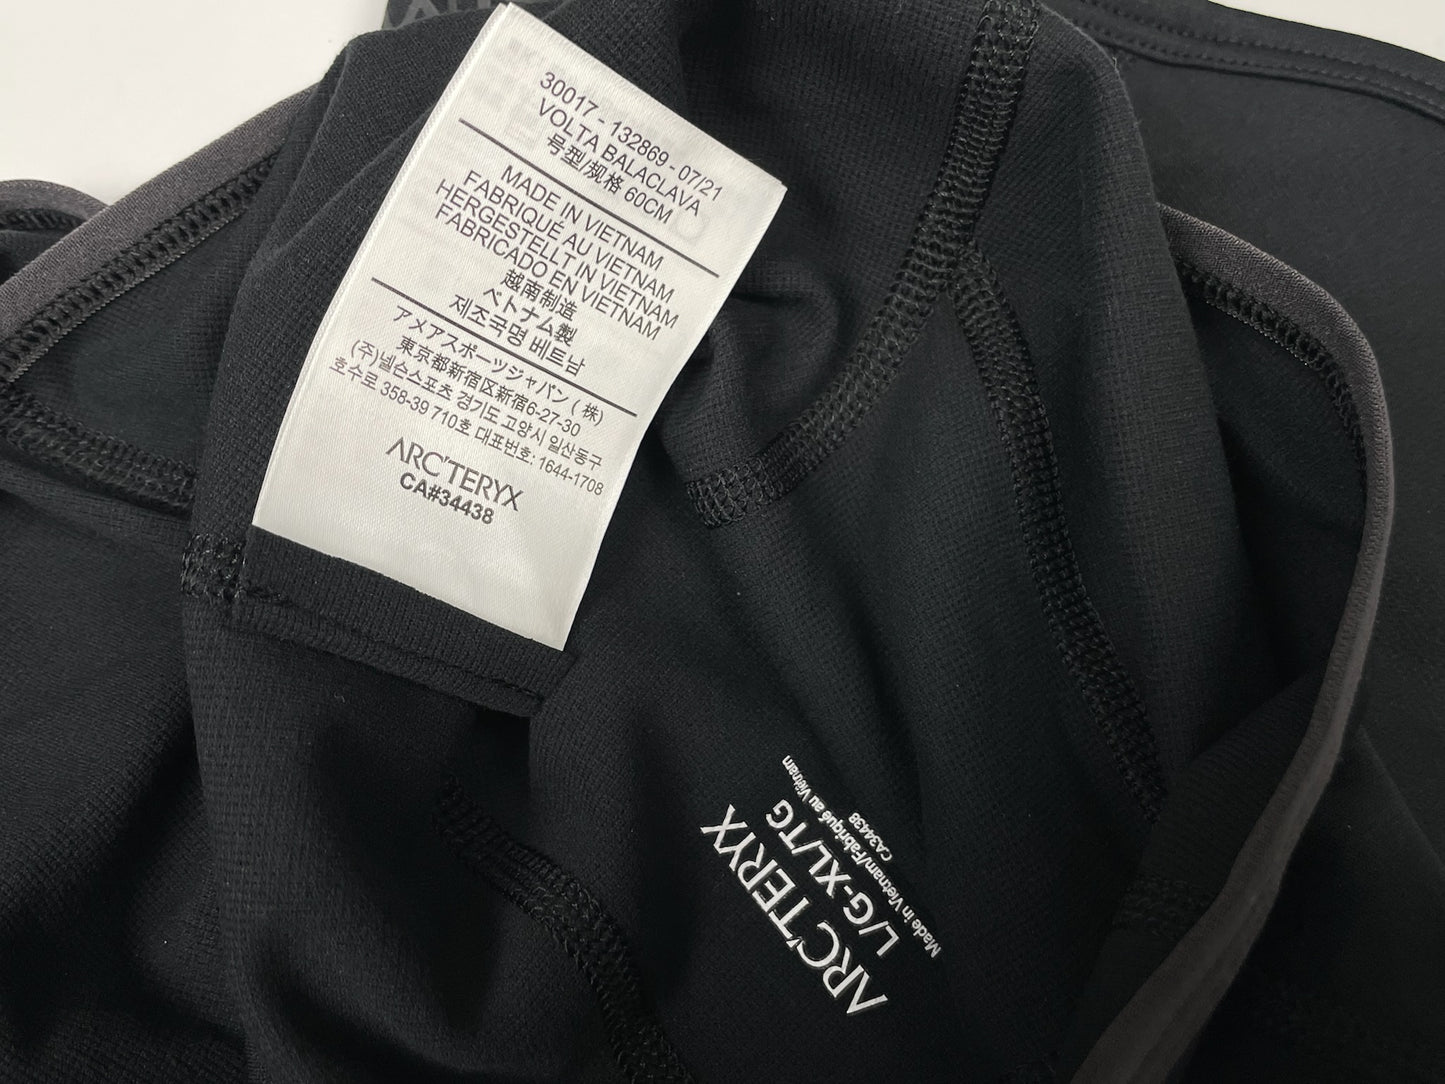 30017 - 132869 - 07/21
VOLTA BALACLAVA
号型/规格 60CM
MADE IN VIETNAM
FABRIQUÉ AU VIETNAM
HERGESTELLT IN VIETNAM
FABRICADO EN VIETNAM
越南制造
ベトナム製
제조국명 베트남
アメアスポーツジャパン ( 株)
東京都新宿区新宿6-27-30
(주)넬슨스포츠 경기도 고양시 일산동구
호수로 358-39 710호 대표번호: 1644-1708
ARC'TERYX
CA#34438
ARC'TERYX
L/G-XL/TG
Made in Vietnam/Fabriqué au Viêtnam
CA34438